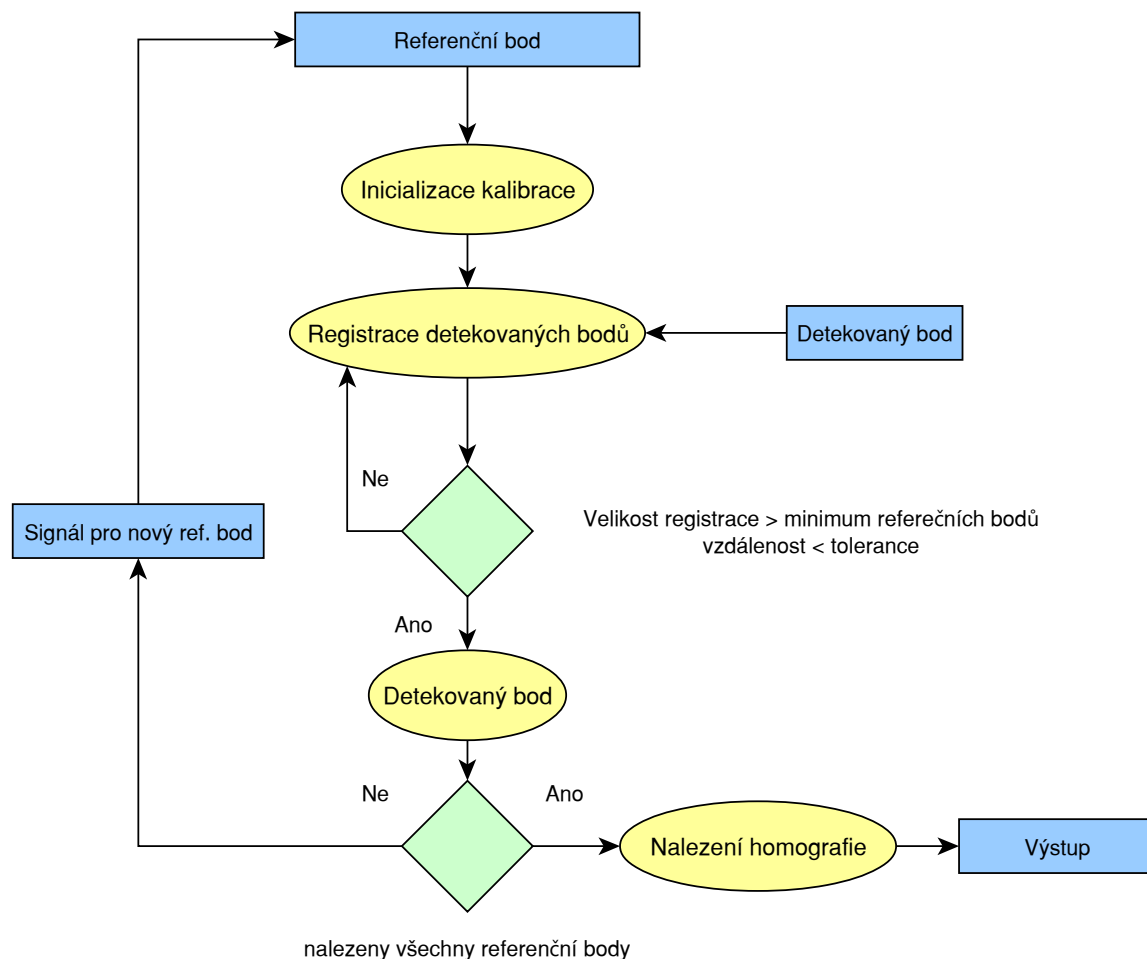 Referenční bod
Inicializace kalibrace
Registrace detekovaných bodů
Detekovaný bod
Ne
Signál pro nový ref. bod
Velikost registrace > minimum referečních bodů
vzdálenost < tolerance
Ano
Detekovaný bod
Ne
Ano
Nalezení homografie
Výstup
nalezeny všechny referenční body